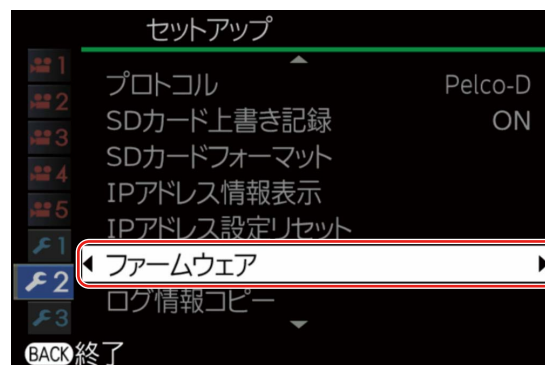 セットアップ
1
プロトコル Pelco-D
2
SDカード上書き記録 ON
3
SDカードフォーマット
4
IPアドレス情報表示
5
IPアドレス設定リセット
1
ファームウェア
2
ログ情報コピー
3
BACK 終了